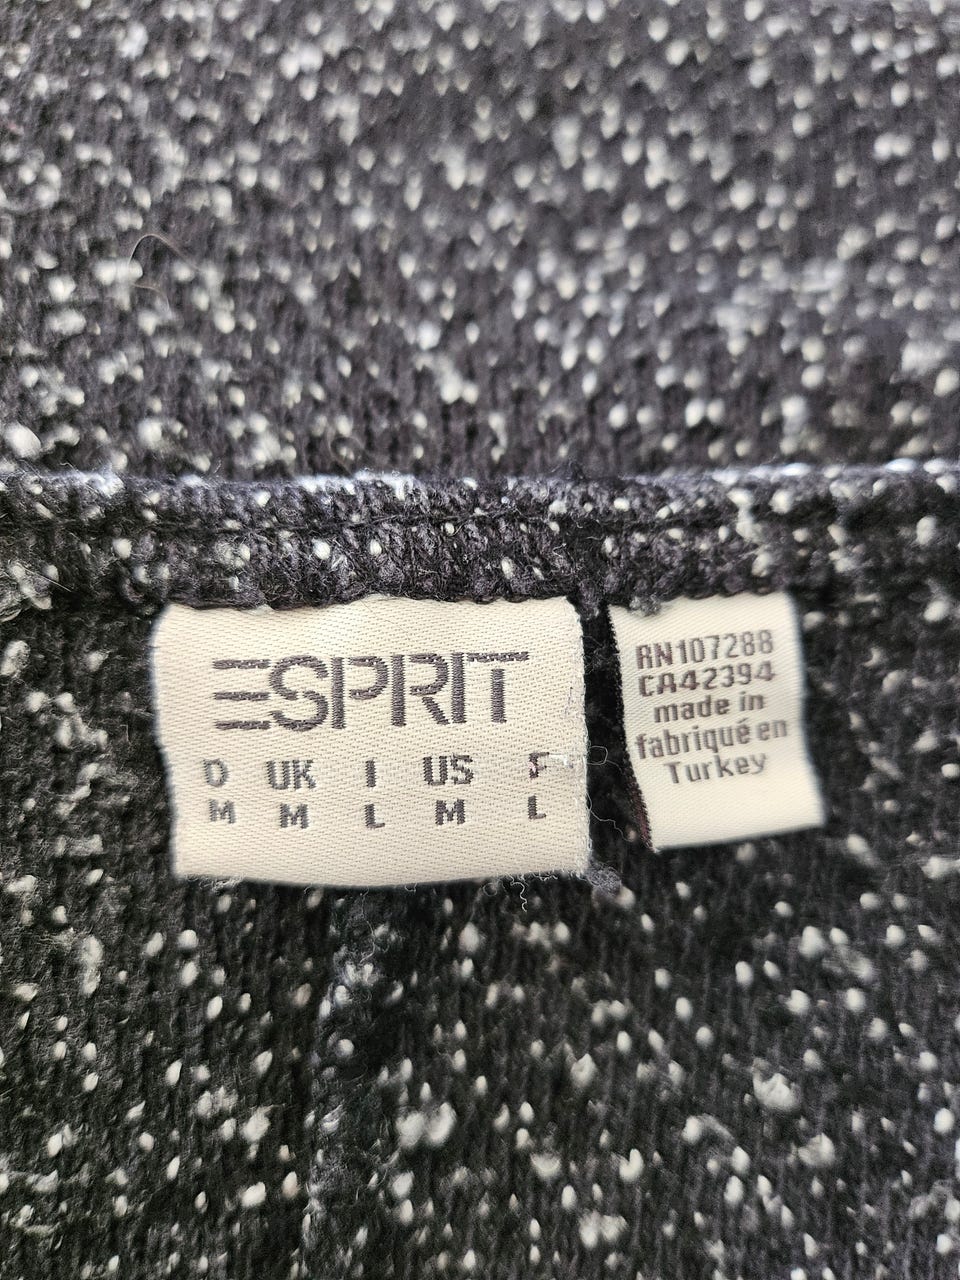 ESPRIT
D UK I US F
M M L M L
RN107288
CA42394
made in
fabriqué en
Turkey